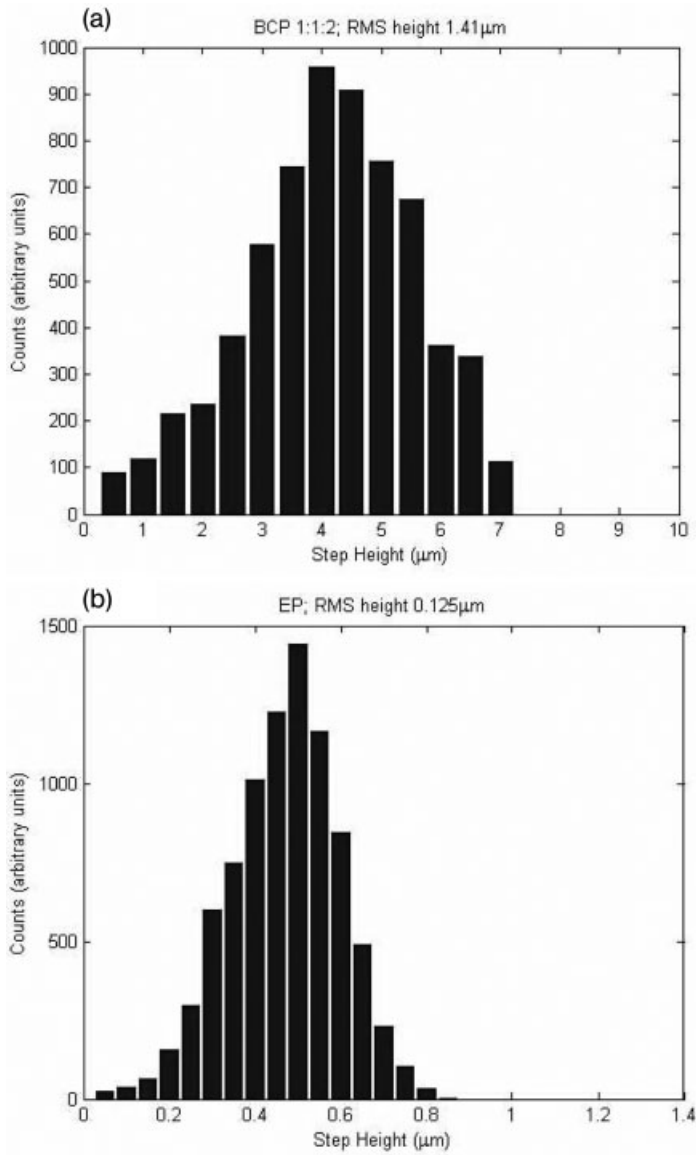 (a)
BCP 1:1:2; RMS height 1.41µm
1000
900
800
700
600
500
400
300
200
100
0
Counts (arbitrary units)
0 1 2 3 4 5 6 7 8 9 10
Step Height (µm)
(b)
EP; RMS height 0.125µm
1500
1000
500
0
Counts (arbitrary units)
0 0.2 0.4 0.6 0.8 1 1.2 1.4
Step Height (µm)